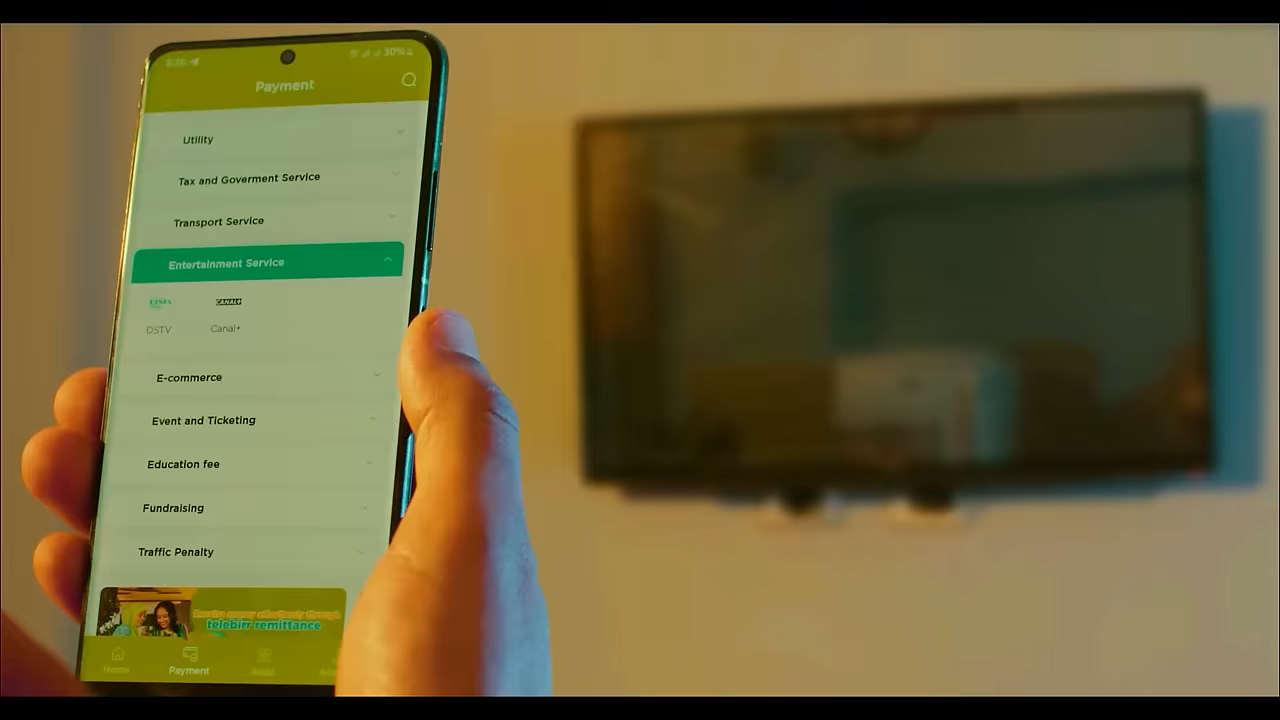 30%
Payment
Utility
Tax and Goverment Service
Transport Service
Entertainment Service
CANAL+
DSTV Canal+
E-commerce
Event and Ticketing
Education fee
Fundraising
Traffic Penalty
telebirr remittance
Home Payment